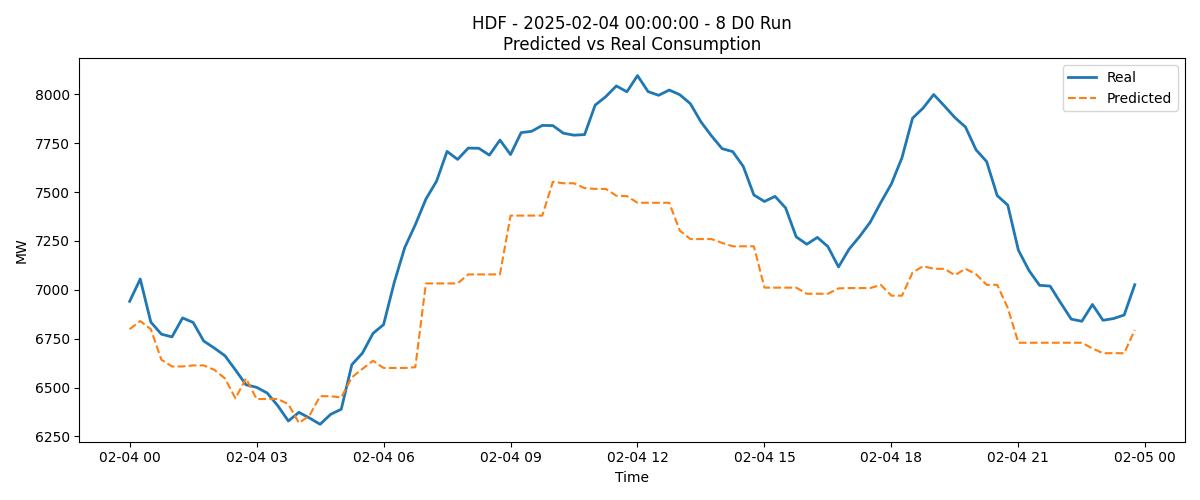 HDF - 2025-02-04 00:00:00 - 8 D0 Run
Predicted vs Real Consumption
Real
Predicted
MW
8000
7750
7500
7250
7000
6750
6500
6250
02-04 00 02-04 03 02-04 06 02-04 09 02-04 12 02-04 15 02-04 18 02-04 21 02-05 00
Time